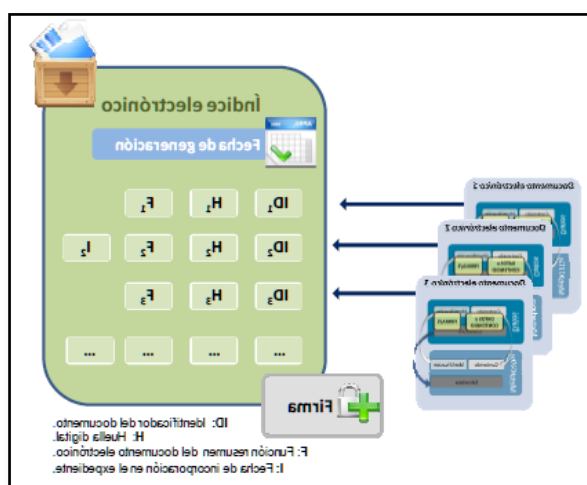 Índice electrónico
Fecha de generación
Documento electrónico 1
ID1 H1 F1
Documento electrónico 2
ID2 H2 F2 I2
Documento electrónico 3
ID3 H3 F3
... ... ... ...
Firma
ID: Identificador del documento.
H: Huella digital.
F: Función resumen del documento electrónico.
I: Fecha de incorporación en el expediente.